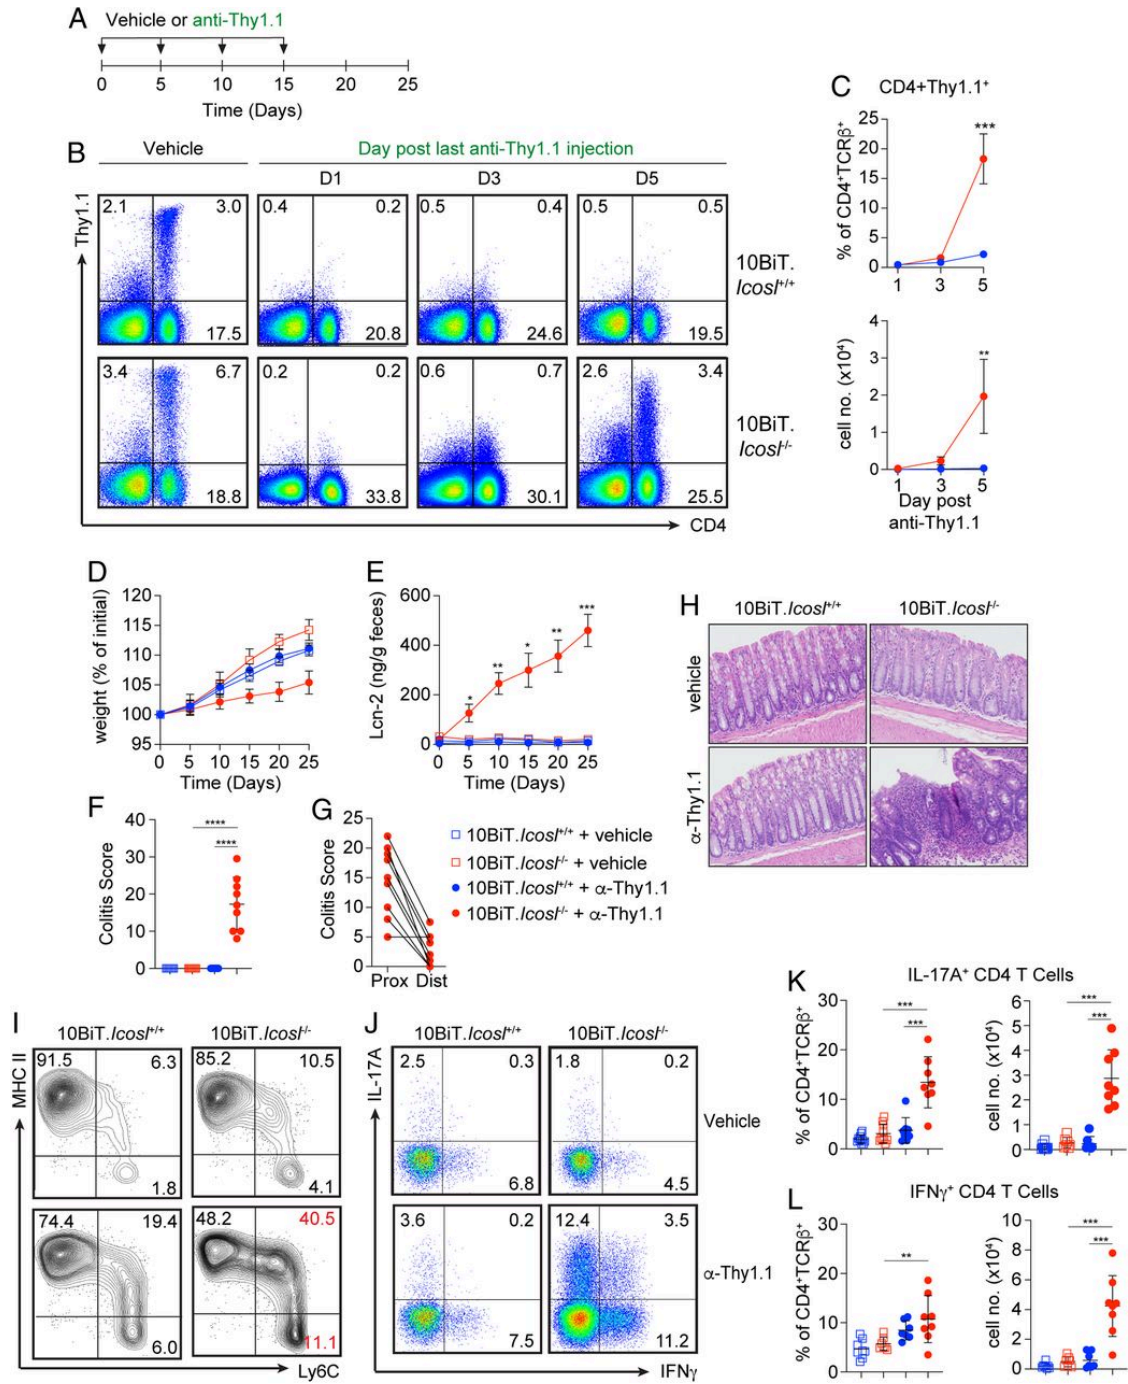 A
Vehicle or anti-Thy1.1
0 5 10 15 20 25
Time (Days)
B
Vehicle
Day post last anti-Thy1.1 injection
D1 D3 D5
Thy1.1
2.1 3.0 0.4 0.2 0.5 0.4 0.5 0.5
17.5 20.8 24.6 19.5
10BiT.
Icosl+/+
3.4 6.7 0.2 0.2 0.6 0.7 2.6 3.4
18.8 33.8 30.1 25.5
10BiT.
Icosl-/-
CD4
C
CD4+Thy1.1⁺
% of CD4⁺TCRβ⁺
25
20
15
10
5
0
***
1 3 5
cell no. (x10⁴)
4
3
2
1
0
**
1 3 5
Day post
anti-Thy1.1
D
weight (% of initial)
120
115
110
105
100
95
0 5 10 15 20 25
Time (Days)
E
Lcn-2 (ng/g feces)
600
400
200
0
* ** * ** ***
0 5 10 15 20 25
Time (Days)
F
Colitis Score
40
30
20
10
0
****
****
G
Colitis Score
25
20
15
10
5
0
Prox Dist
10BiT.Icosl+/+ + vehicle
10BiT.Icosl-/- + vehicle
10BiT.Icosl+/+ + α-Thy1.1
10BiT.Icosl-/- + α-Thy1.1
H
10BiT.Icosl+/+ 10BiT.Icosl-/-
vehicle
α-Thy1.1
I
10BiT.Icosl+/+ 10BiT.Icosl-/-
MHC II
91.5 6.3 85.2 10.5
1.8 4.1
74.4 19.4 48.2 40.5
6.0 11.1
Ly6C
J
10BiT.Icosl+/+ 10BiT.Icosl-/-
IL-17A
2.5 0.3 1.8 0.2
Vehicle
6.8 4.5
3.6 0.2 12.4 3.5
α-Thy1.1
7.5 11.2
IFNγ
K
IL-17A⁺ CD4 T Cells
% of CD4⁺TCRβ⁺
30
20
10
0
***
***
cell no. (x10⁴)
6
5
4
3
2
1
0
***
***
L
IFNγ⁺ CD4 T Cells
% of CD4⁺TCRβ⁺
30
20
10
0
**
cell no. (x10⁴)
10
8
6
4
2
0
***
***